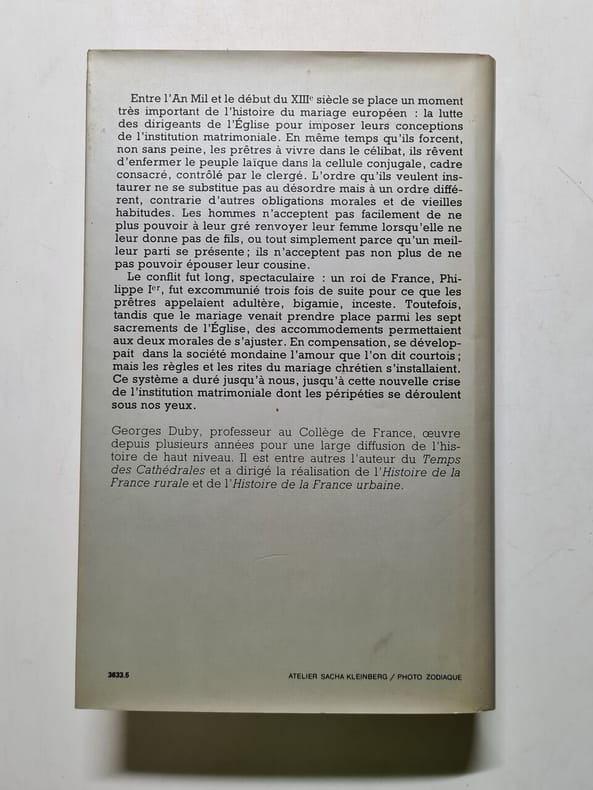 Entre l'An Mil et le début du XIIIe siècle se place un moment
très important de l'histoire du mariage européen : la lutte
des dirigeants de l'Église pour imposer leurs conceptions
de l'institution matrimoniale. En même temps qu'ils forcent,
non sans peine, les prêtres à vivre dans le célibat, ils rêvent
d'enfermer le peuple laïque dans la cellule conjugale, cadre
consacré, contrôlé par le clergé. L'ordre qu'ils veulent ins-
taurer ne se substitue pas au désordre mais à un ordre diffé-
rent, contrarie d'autres obligations morales et de vieilles
habitudes. Les hommes n'acceptent pas facilement de ne
plus pouvoir à leur gré renvoyer leur femme lorsqu'elle ne
leur donne pas de fils, ou tout simplement parce qu'un meil-
leur parti se présente ; ils n'acceptent pas non plus de ne
pas pouvoir épouser leur cousine.
Le conflit fut long, spectaculaire : un roi de France, Phi-
lippe Ier, fut excommunié trois fois de suite pour ce que les
prêtres appelaient adultère, bigamie, inceste. Toutefois,
tandis que le mariage venait prendre place parmi les sept
sacrements de l'Église, des accommodements permettaient
aux deux morales de s'ajuster. En compensation, se dévelop-
pait dans la société mondaine l'amour que l'on dit courtois ;
mais les règles et les rites du mariage chrétien s'installaient.
Ce système a duré jusqu'à nous, jusqu'à cette nouvelle crise
de l'institution matrimoniale dont les péripéties se déroulent
sous nos yeux.
Georges Duby, professeur au Collège de France, œuvre
depuis plusieurs années pour une large diffusion de l'his-
toire de haut niveau. Il est entre autres l'auteur du Temps
des Cathédrales et a dirigé la réalisation de l'Histoire de la
France rurale et de l'Histoire de la France urbaine.
3633.5 ATELIER SACHA KLEINBERG / PHOTO ZODIAQUE